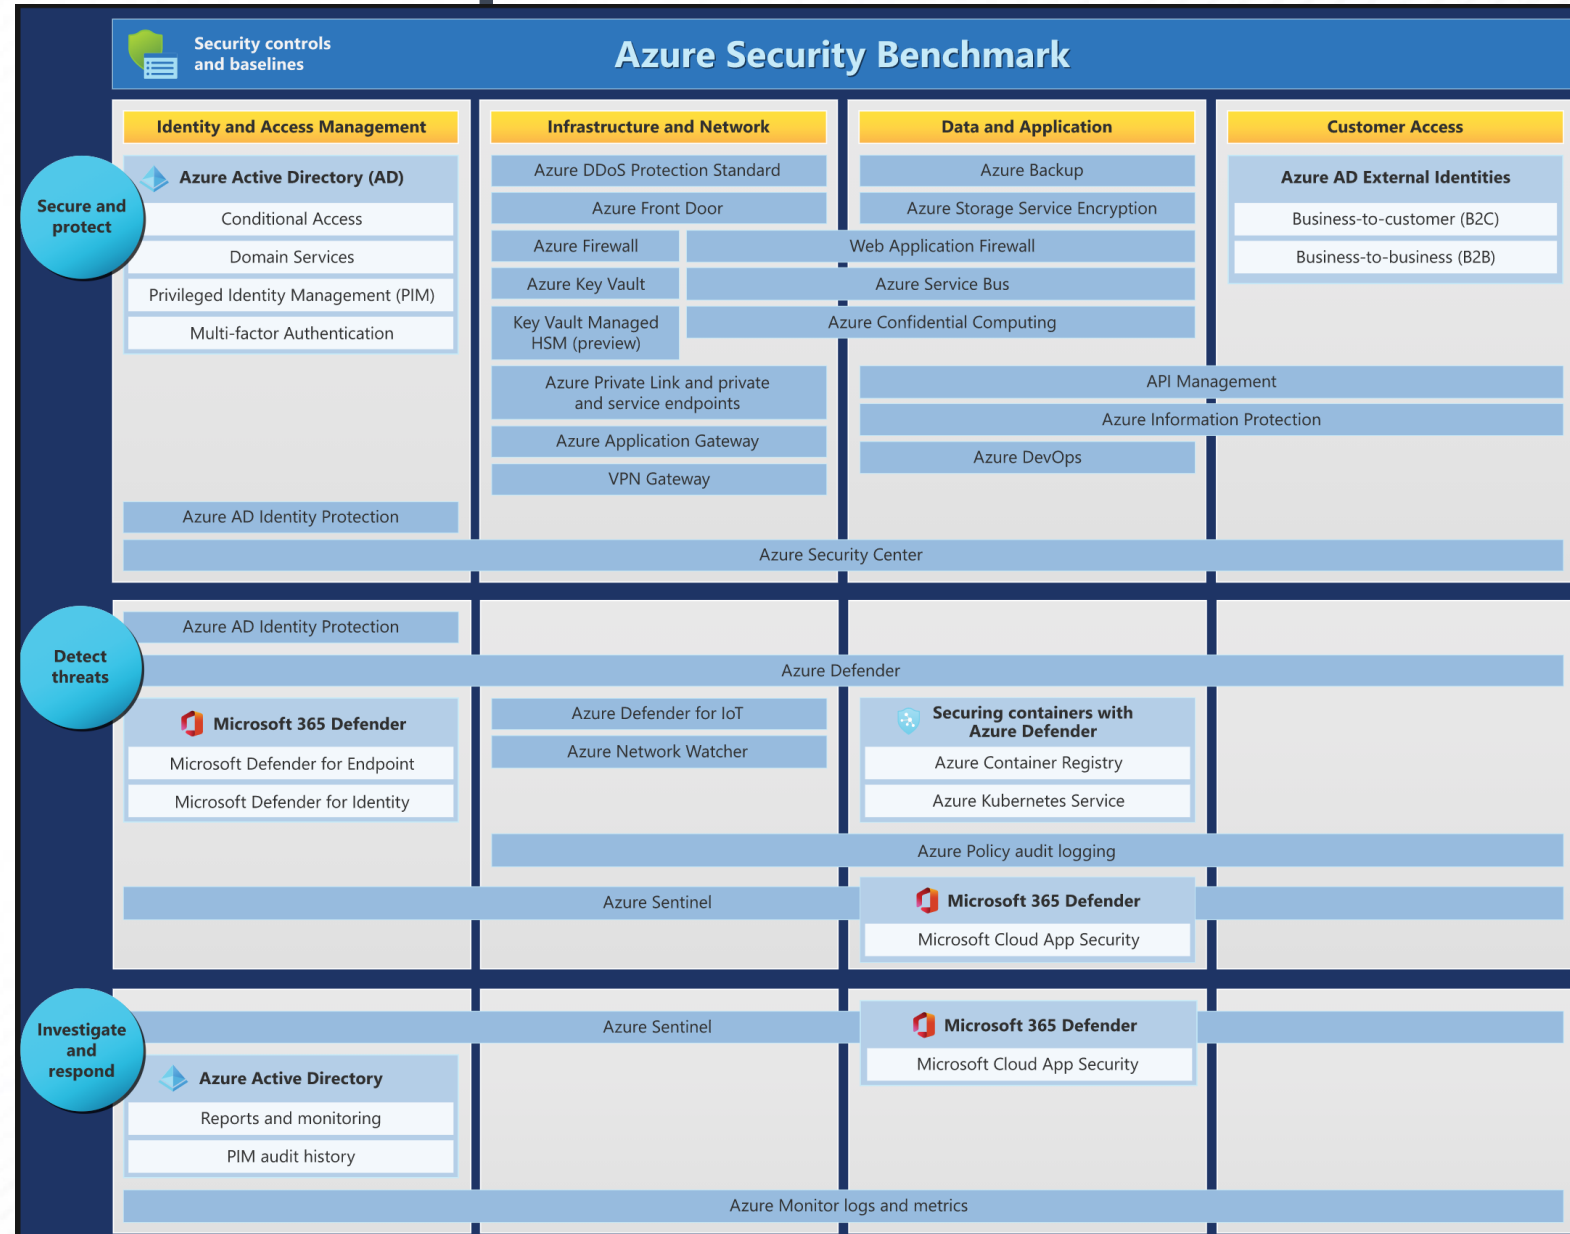 Security controls
and baselines
Azure Security Benchmark
Identity and Access Management
Infrastructure and Network
Data and Application
Customer Access
Secure and
protect
Azure Active Directory (AD)
Conditional Access
Domain Services
Privileged Identity Management (PIM)
Multi-factor Authentication
Azure DDoS Protection Standard
Azure Front Door
Azure Firewall
Azure Key Vault
Key Vault Managed
HSM (preview)
Azure Private Link and private
and service endpoints
Azure Application Gateway
VPN Gateway
Azure Backup
Azure Storage Service Encryption
Web Application Firewall
Azure Service Bus
Azure Confidential Computing
API Management
Azure Information Protection
Azure DevOps
Azure AD External Identities
Business-to-customer (B2C)
Business-to-business (B2B)
Azure AD Identity Protection
Azure Security Center
Detect
threats
Azure AD Identity Protection
Azure Defender
Microsoft 365 Defender
Microsoft Defender for Endpoint
Microsoft Defender for Identity
Azure Defender for IoT
Azure Network Watcher
Securing containers with
Azure Defender
Azure Container Registry
Azure Kubernetes Service
Azure Policy audit logging
Azure Sentinel
Microsoft 365 Defender
Microsoft Cloud App Security
Investigate
and
respond
Azure Sentinel
Microsoft 365 Defender
Microsoft Cloud App Security
Azure Active Directory
Reports and monitoring
PIM audit history
Azure Monitor logs and metrics